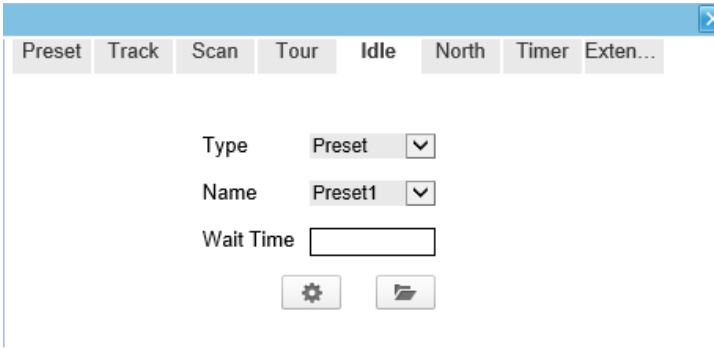 Preset Track Scan Tour Idle North Timer Exten...
Type Preset
Name Preset1
Wait Time